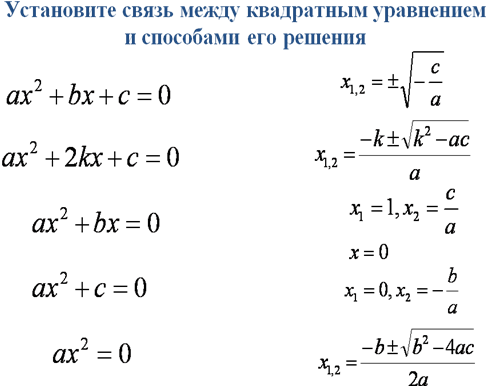 Установите связь между квадратным уравнением
и способами его решения
ax² + bx + c = 0
ax² + 2kx + c = 0
ax² + bx = 0
ax² + c = 0
ax² = 0
x₁,₂ = ±√(−c/a)
x₁,₂ = (−k ± √(k² − ac))/a
x₁ = 1, x₂ = c/a
x = 0
x₁ = 0, x₂ = −b/a
x₁,₂ = (−b ± √(b² − 4ac))/2a